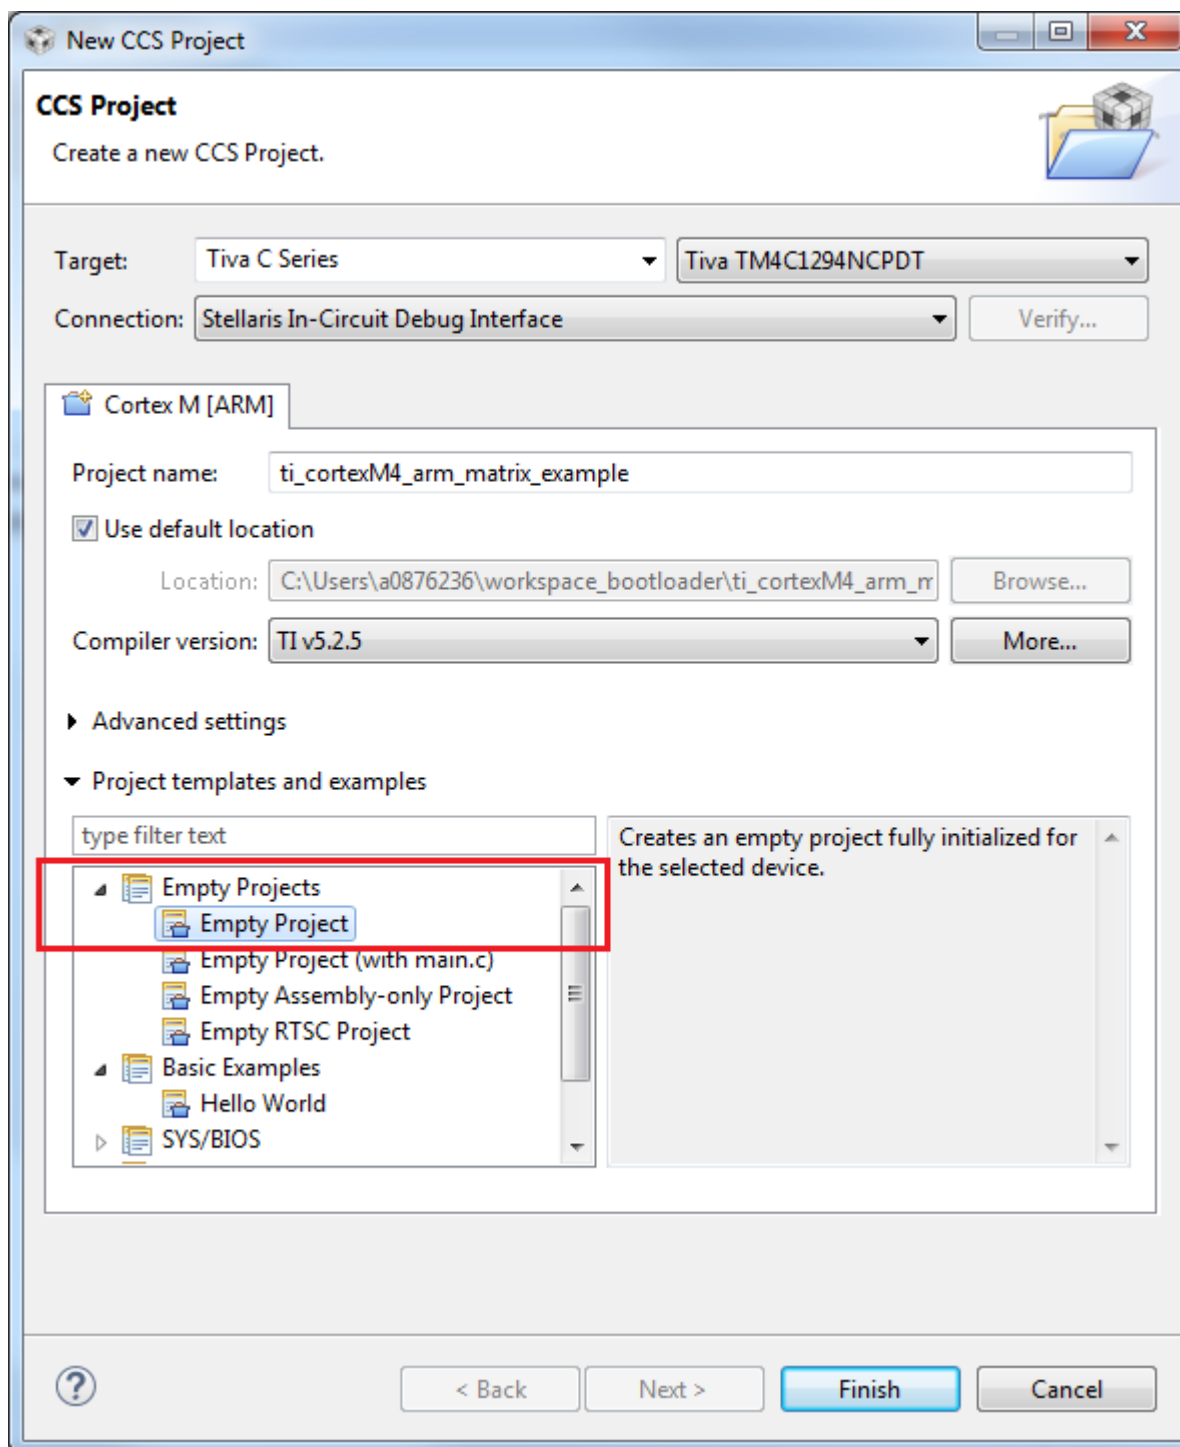 New CCS Project
CCS Project
Create a new CCS Project.
Target: Tiva C Series Tiva TM4C1294NCPDT
Connection: Stellaris In-Circuit Debug Interface Verify...
Cortex M [ARM]
Project name: ti_cortexM4_arm_matrix_example
Use default location
Location: C:\Users\a0876236\workspace_bootloader\ti_cortexM4_arm_m Browse...
Compiler version: TI v5.2.5 More...
Advanced settings
Project templates and examples
type filter text
Creates an empty project fully initialized for
the selected device.
Empty Projects
Empty Project
Empty Project (with main.c)
Empty Assembly-only Project
Empty RTSC Project
Basic Examples
Hello World
SYS/BIOS
? < Back Next > Finish Cancel